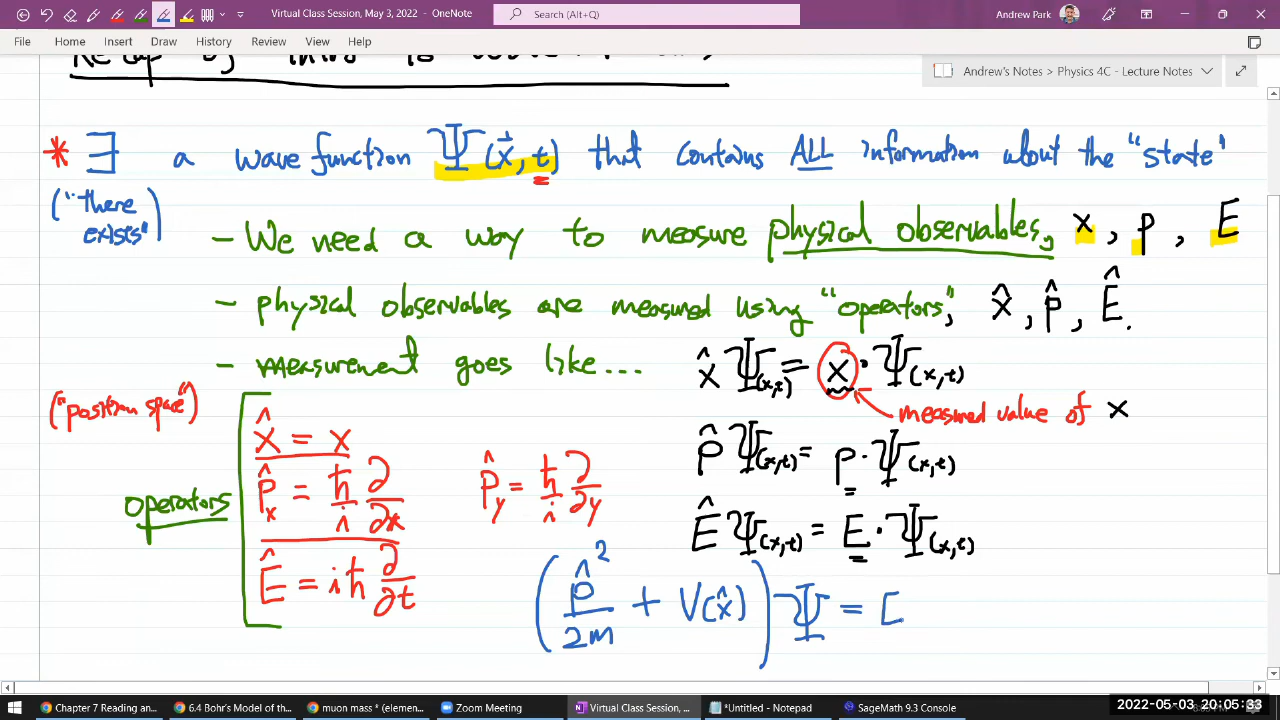 Virtual Class Session, May 3, 2022 - OneNote
Search (Alt+Q)
Andrew Park
File Home Insert Draw History Review View Help
Andrew's Notes > Physics 4C - Lecture Notes
* ∃ a wave function Ψ(x⃗, t) that contains ALL information about the "state"
("there exists")
- We need a way to measure physical observables, x, p, E
- physical observables are measured using "operators", x̂, p̂, Ê.
- measurement goes like... x̂ Ψ(x,t) = x · Ψ(x,t)
("position space")
measured value of x
operators
x̂ = x
p̂x = ħ/i ∂/∂x
p̂y = ħ/i ∂/∂y
Ê = iħ ∂/∂t
p̂ Ψ(x,t) = p · Ψ(x,t)
Ê Ψ(x,t) = E · Ψ(x,t)
(p̂²/2m + V(x̂)) Ψ = [
Chapter 7 Reading an... 6.4 Bohr's Model of th... muon mass * (elemen... Zoom Meeting Virtual Class Session, ... *Untitled - Notepad SageMath 9.3 Console
2022-05-03 20:05:33